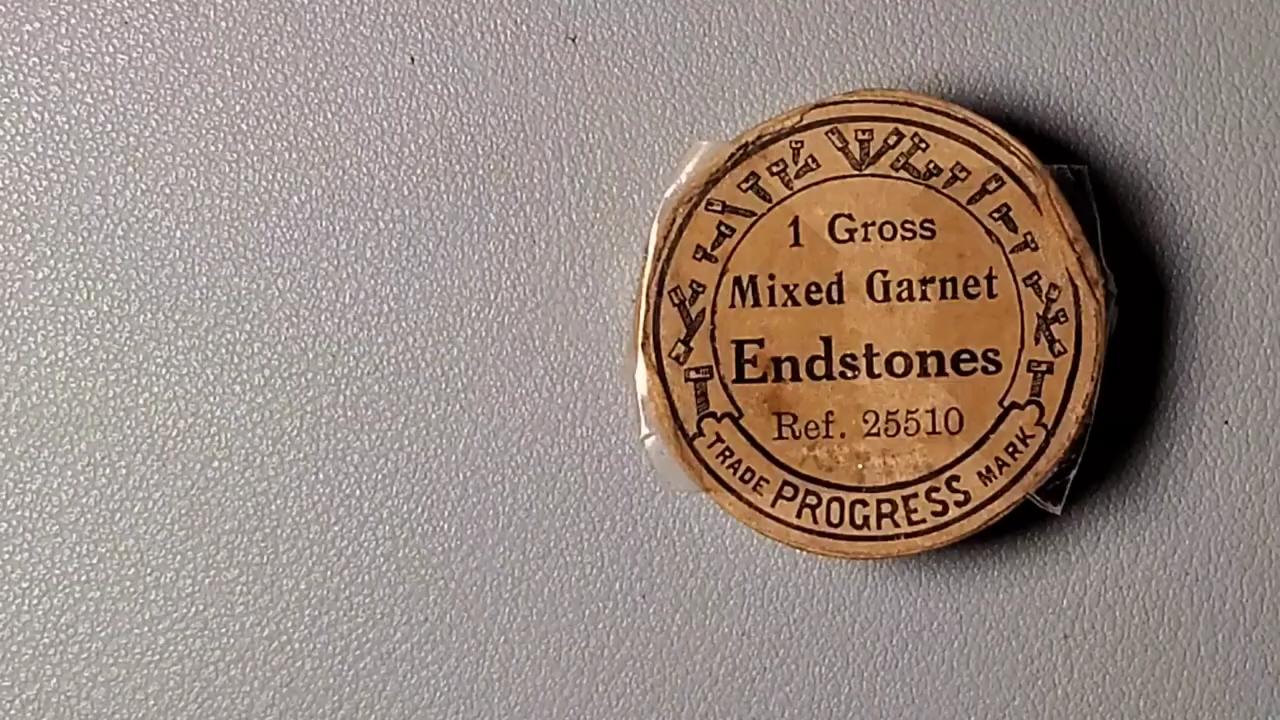 1 Gross
Mixed Garnet
Endstones
Ref. 25510
TRADE PROGRESS MARK